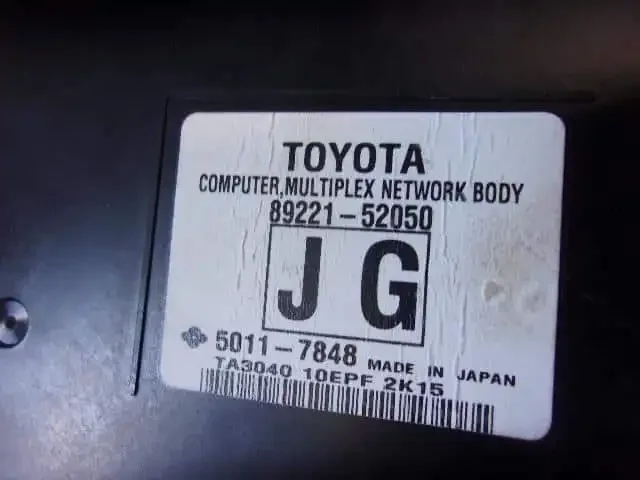 TOYOTA
COMPUTER,MULTIPLEX NETWORK BODY
89221-52050
J G
5011-7848 MADE IN JAPAN
TA3040 10EPF 2K15